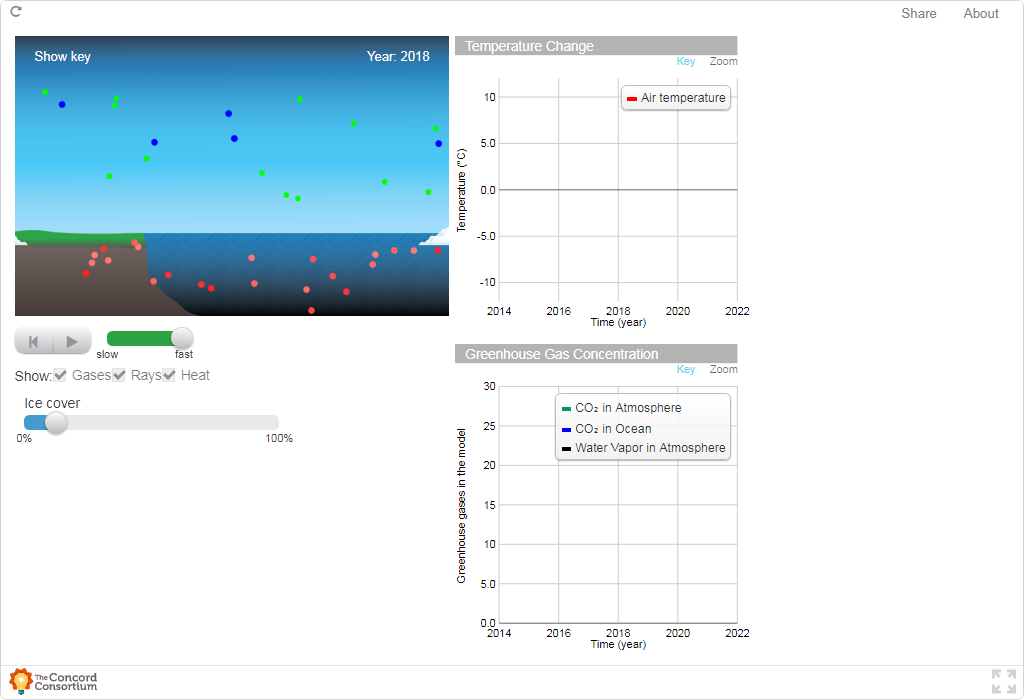 Share About
Show key Year: 2018
slow fast
Show: Gases Rays Heat
Ice cover
0% 100%
Temperature Change
Key Zoom
Air temperature
Temperature (°C)
10
5.0
0.0
-5.0
-10
2014 2016 2018 2020 2022
Time (year)
Greenhouse Gas Concentration
Key Zoom
CO₂ in Atmosphere
CO₂ in Ocean
Water Vapor in Atmosphere
Greenhouse gases in the model
30
25
20
15
10
5.0
0.0
2014 2016 2018 2020 2022
Time (year)
The Concord
Consortium